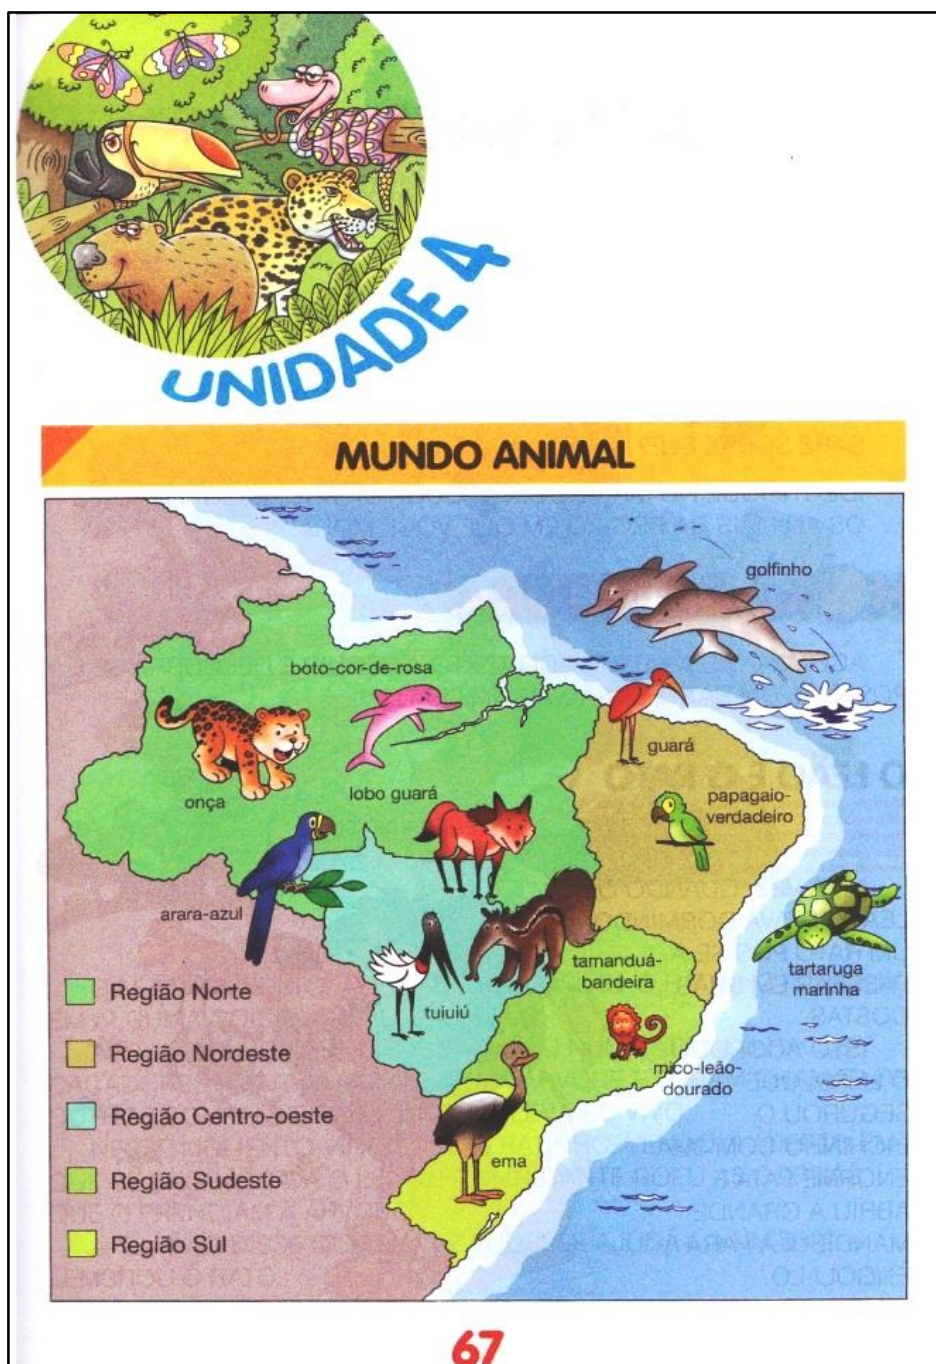 UNIDADE 4
MUNDO ANIMAL
golfinho
boto-cor-de-rosa
guará
onça
lobo guará
papagaio-
verdadeiro
arara-azul
tamanduá-
bandeira
tartaruga
marinha
tuiuiú
mico-leão-
dourado
ema
Região Norte
Região Nordeste
Região Centro-oeste
Região Sudeste
Região Sul
67